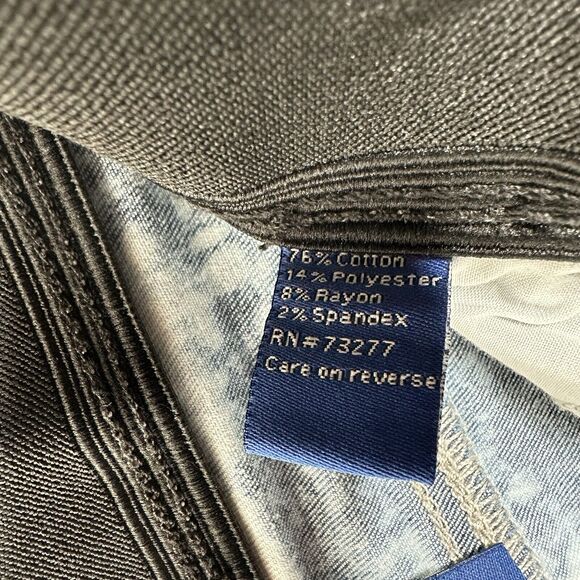 76% Cotton
14% Polyester
8% Rayon
2% Spandex
RN#73277
Care on reverse